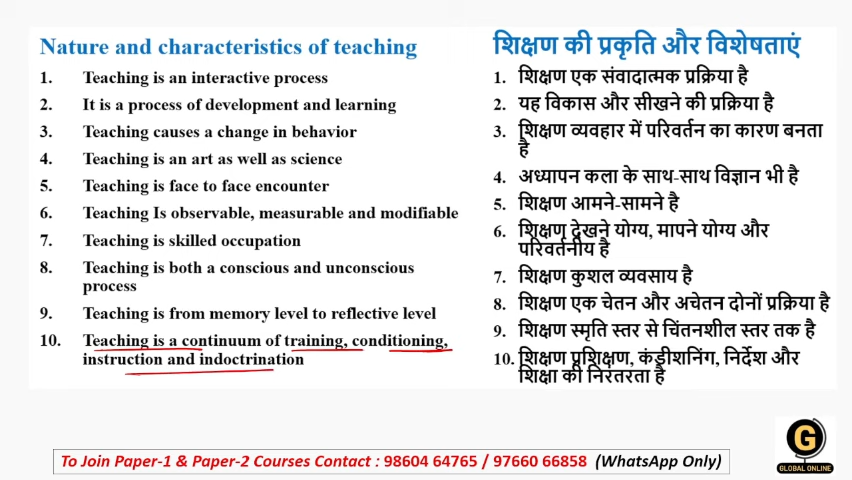 Nature and characteristics of teaching
1. Teaching is an interactive process
2. It is a process of development and learning
3. Teaching causes a change in behavior
4. Teaching is an art as well as science
5. Teaching is face to face encounter
6. Teaching Is observable, measurable and modifiable
7. Teaching is skilled occupation
8. Teaching is both a conscious and unconscious
process
9. Teaching is from memory level to reflective level
10. Teaching is a continuum of training, conditioning,
instruction and indoctrination
शिक्षण की प्रकृति और विशेषताएं
1. शिक्षण एक संवादात्मक प्रक्रिया है
2. यह विकास और सीखने की प्रक्रिया है
3. शिक्षण व्यवहार में परिवर्तन का कारण बनता
है
4. अध्यापन कला के साथ-साथ विज्ञान भी है
5. शिक्षण आमने-सामने है
6. शिक्षण देखने योग्य, मापने योग्य और
परिवर्तनीय है
7. शिक्षण कुशल व्यवसाय है
8. शिक्षण एक चेतन और अचेतन दोनों प्रक्रिया है
9. शिक्षण स्मृति स्तर से चिंतनशील स्तर तक है
10. शिक्षण प्रशिक्षण, कंडीशनिंग, निर्देश और
शिक्षा की निरंतरता है
To Join Paper-1 & Paper-2 Courses Contact : 98604 64765 / 97660 66858 (WhatsApp Only)
G
GLOBAL ONLINE